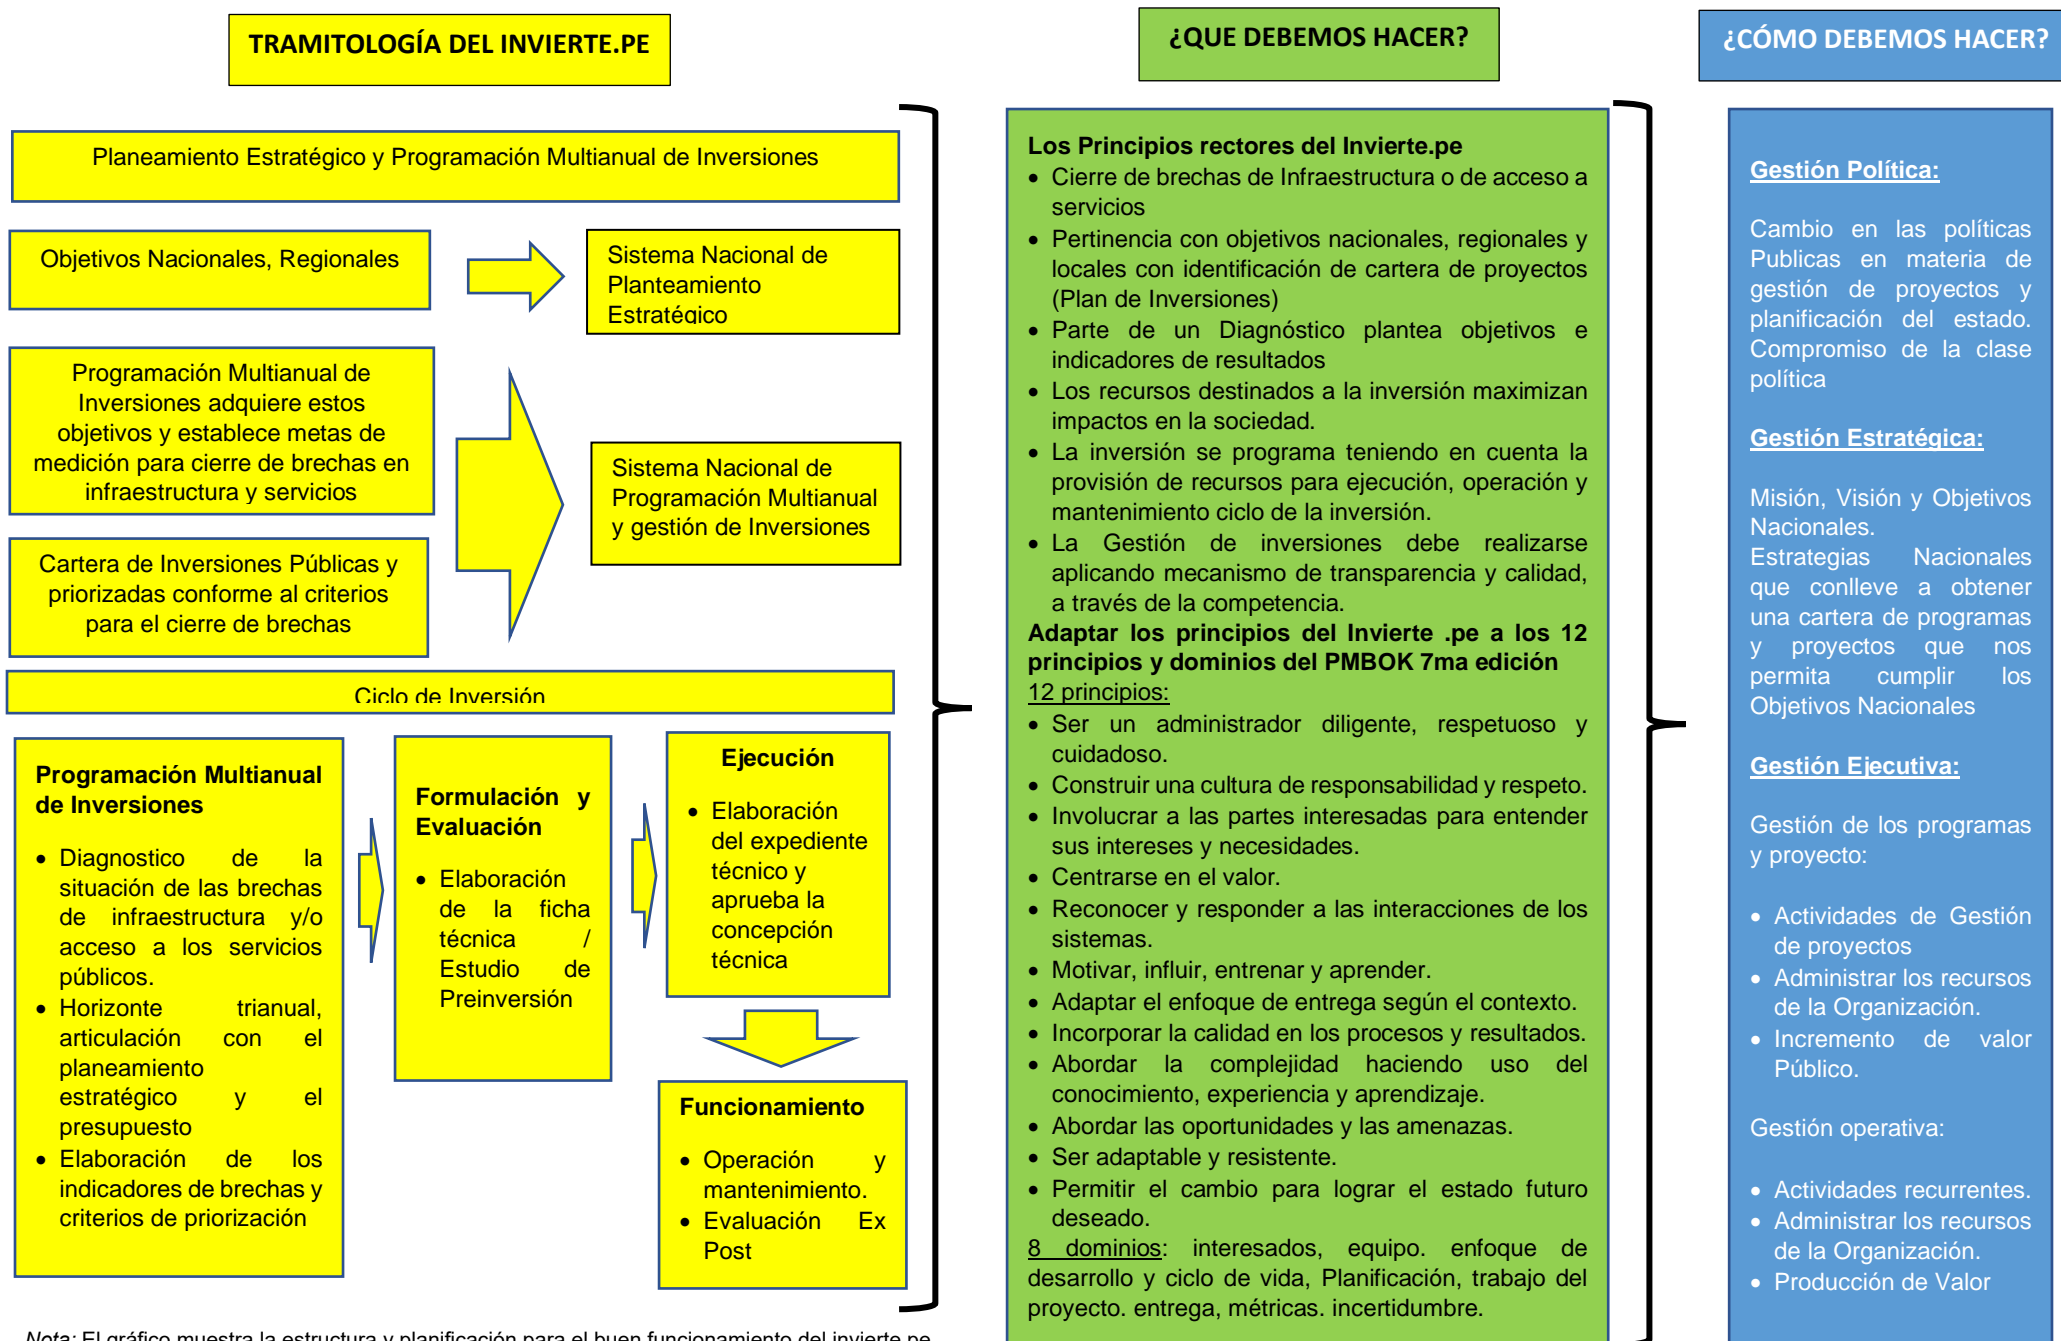 TRAMITOLOGÍA DEL INVIERTE.PE
Planeamiento Estratégico y Programación Multianual de Inversiones
Objetivos Nacionales, Regionales
Sistema Nacional de
Planteamiento
Estratégico
Programación Multianual de
Inversiones adquiere estos
objetivos y establece metas de
medición para cierre de brechas en
infraestructura y servicios
Sistema Nacional de
Programación Multianual
y gestión de Inversiones
Cartera de Inversiones Públicas y
priorizadas conforme al criterios
para el cierre de brechas
Ciclo de Inversión
Programación Multianual
de Inversiones
• Diagnostico de la
situación de las brechas
de infraestructura y/o
acceso a los servicios
públicos.
• Horizonte trianual,
articulación con el
planeamiento
estratégico y el
presupuesto
• Elaboración de los
indicadores de brechas y
criterios de priorización
Formulación y
Evaluación
• Elaboración
de la ficha
técnica /
Estudio de
Preinversión
Ejecución
• Elaboración
del expediente
técnico y
aprueba la
concepción
técnica
Funcionamiento
• Operación y
mantenimiento.
• Evaluación Ex
Post
Nota: El gráfico muestra la estructura y planificación para el buen funcionamiento del invierte.pe
¿QUE DEBEMOS HACER?
Los Principios rectores del Invierte.pe
• Cierre de brechas de Infraestructura o de acceso a
servicios
• Pertinencia con objetivos nacionales, regionales y
locales con identificación de cartera de proyectos
(Plan de Inversiones)
• Parte de un Diagnóstico plantea objetivos e
indicadores de resultados
• Los recursos destinados a la inversión maximizan
impactos en la sociedad.
• La inversión se programa teniendo en cuenta la
provisión de recursos para ejecución, operación y
mantenimiento ciclo de la inversión.
• La Gestión de inversiones debe realizarse
aplicando mecanismo de transparencia y calidad,
a través de la competencia.
Adaptar los principios del Invierte .pe a los 12
principios y dominios del PMBOK 7ma edición
12 principios:
• Ser un administrador diligente, respetuoso y
cuidadoso.
• Construir una cultura de responsabilidad y respeto.
• Involucrar a las partes interesadas para entender
sus intereses y necesidades.
• Centrarse en el valor.
• Reconocer y responder a las interacciones de los
sistemas.
• Motivar, influir, entrenar y aprender.
• Adaptar el enfoque de entrega según el contexto.
• Incorporar la calidad en los procesos y resultados.
• Abordar la complejidad haciendo uso del
conocimiento, experiencia y aprendizaje.
• Abordar las oportunidades y las amenazas.
• Ser adaptable y resistente.
• Permitir el cambio para lograr el estado futuro
deseado.
8 dominios: interesados, equipo. enfoque de
desarrollo y ciclo de vida, Planificación, trabajo del
proyecto. entrega, métricas. incertidumbre.
¿CÓMO DEBEMOS HACER?
Gestión Política:
Cambio en las políticas
Publicas en materia de
gestión de proyectos y
planificación del estado.
Compromiso de la clase
política
Gestión Estratégica:
Misión, Visión y Objetivos
Nacionales.
Estrategias Nacionales
que conlleve a obtener
una cartera de programas
y proyectos que nos
permita cumplir los
Objetivos Nacionales
Gestión Ejecutiva:
Gestión de los programas
y proyecto:
• Actividades de Gestión
de proyectos
• Administrar los recursos
de la Organización.
• Incremento de valor
Público.
Gestión operativa:
• Actividades recurrentes.
• Administrar los recursos
de la Organización.
• Producción de Valor